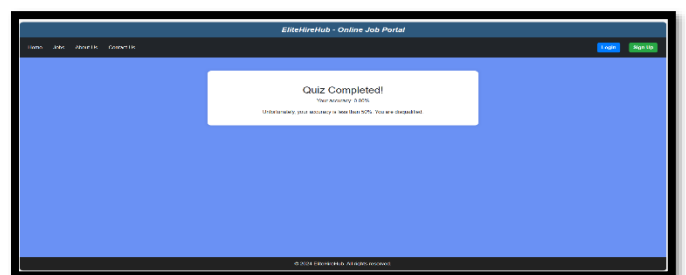 EliteHireHub - Online Job Portal
Home Jobs About Us Contact Us Login Sign Up
Quiz Completed!
Your accuracy: 0.00%
Unfortunately, your accuracy is less than 50%. You are disqualified.
© 2024 EliteHireHub. All rights reserved.